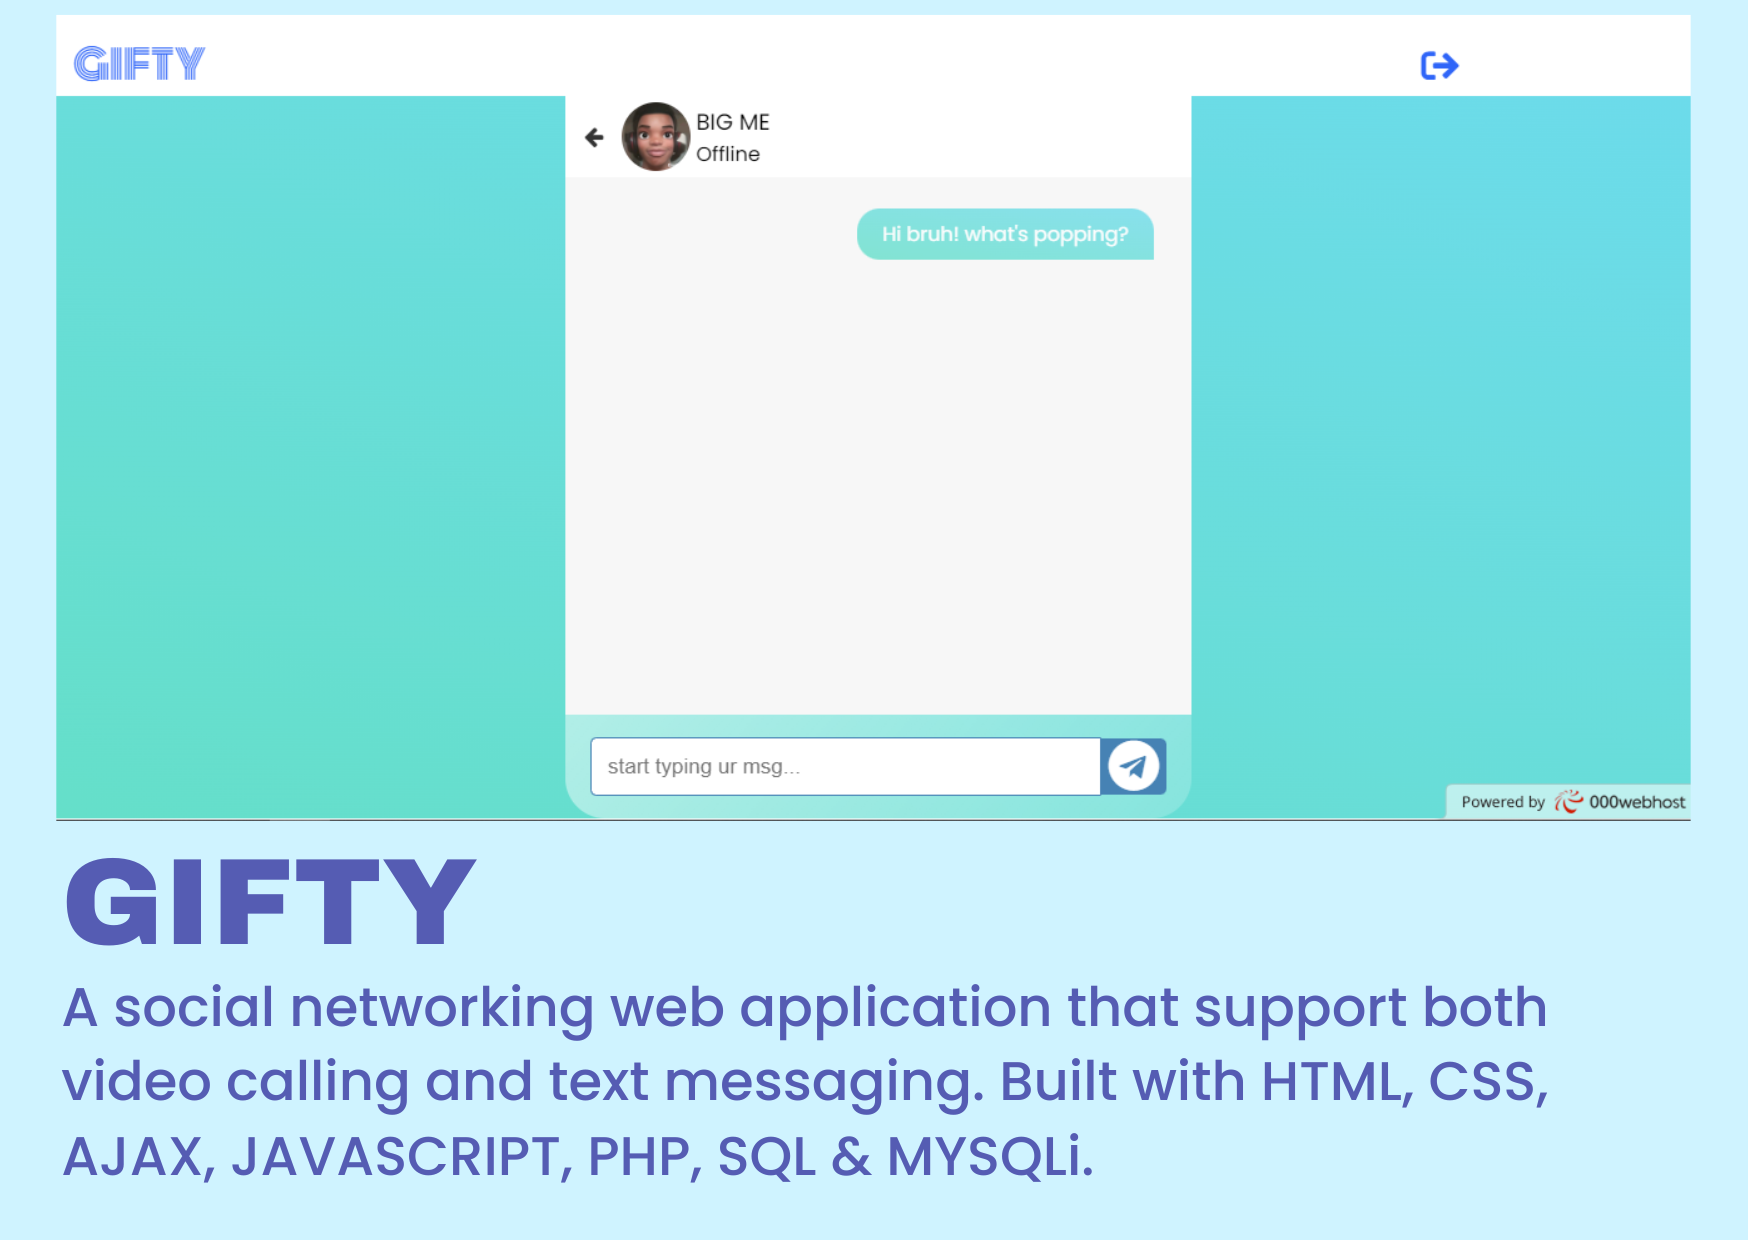 GIFTY
BIG ME
Offline
Hi bruh! what's popping?
start typing ur msg...
Powered by 000webhost
GIFTY
A social networking web application that support both
video calling and text messaging. Built with HTML, CSS,
AJAX, JAVASCRIPT, PHP, SQL & MYSQLi.